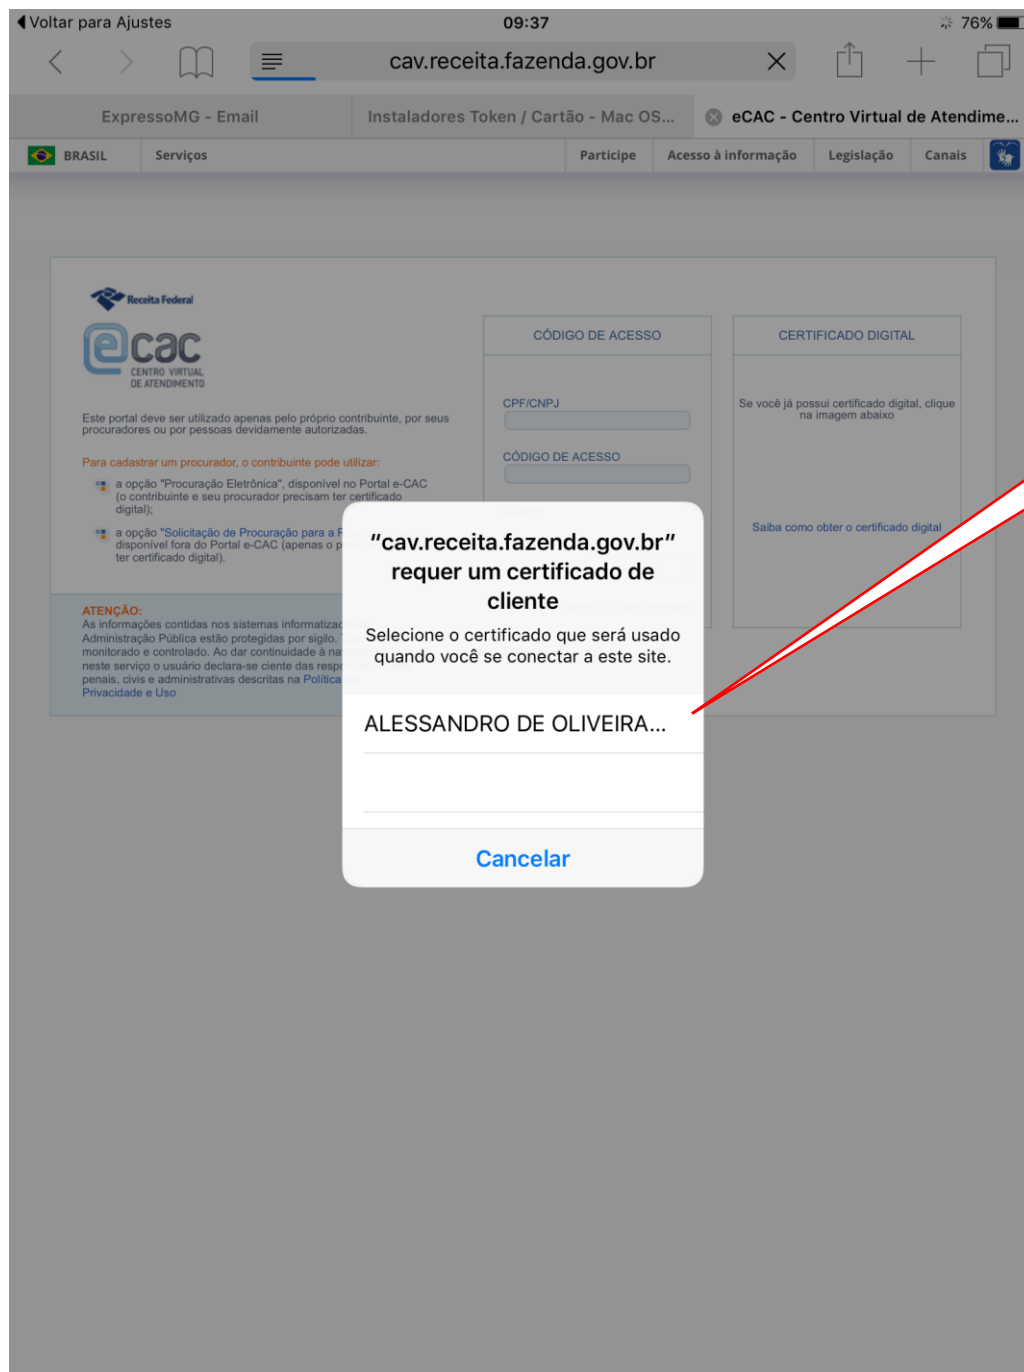 Voltar para Ajustes 09:37 76%
cav.receita.fazenda.gov.br
ExpressoMG - Email Instaladores Token / Cartão - Mac OS... eCAC - Centro Virtual de Atendime...
BRASIL Serviços Participe Acesso à informação Legislação Canais
Receita Federal
ecac
CENTRO VIRTUAL
DE ATENDIMENTO
Este portal deve ser utilizado apenas pelo próprio contribuinte, por seus
procuradores ou por pessoas devidamente autorizadas.
Para cadastrar um procurador, o contribuinte pode utilizar:
a opção "Procuração Eletrônica", disponível no Portal e-CAC
(o contribuinte e seu procurador precisam ter certificado
digital);
a opção "Solicitação de Procuração para a
disponível fora do Portal e-CAC (apenas o
ter certificado digital).
ATENÇÃO:
As informações contidas nos sistemas informatizados
Administração Pública estão protegidas por sigilo.
monitorado e controlado. Ao dar continuidade à
neste serviço o usuário declara-se ciente das
penais, civis e administrativas descritas na Política
Privacidade e Uso
CÓDIGO DE ACESSO
CPF/CNPJ
CÓDIGO DE ACESSO
CERTIFICADO DIGITAL
Se você já possui certificado digital, clique
na imagem abaixo
Saiba como obter o certificado digital
"cav.receita.fazenda.gov.br"
requer um certificado de
cliente
Selecione o certificado que será usado
quando você se conectar a este site.
ALESSANDRO DE OLIVEIRA...
Cancelar